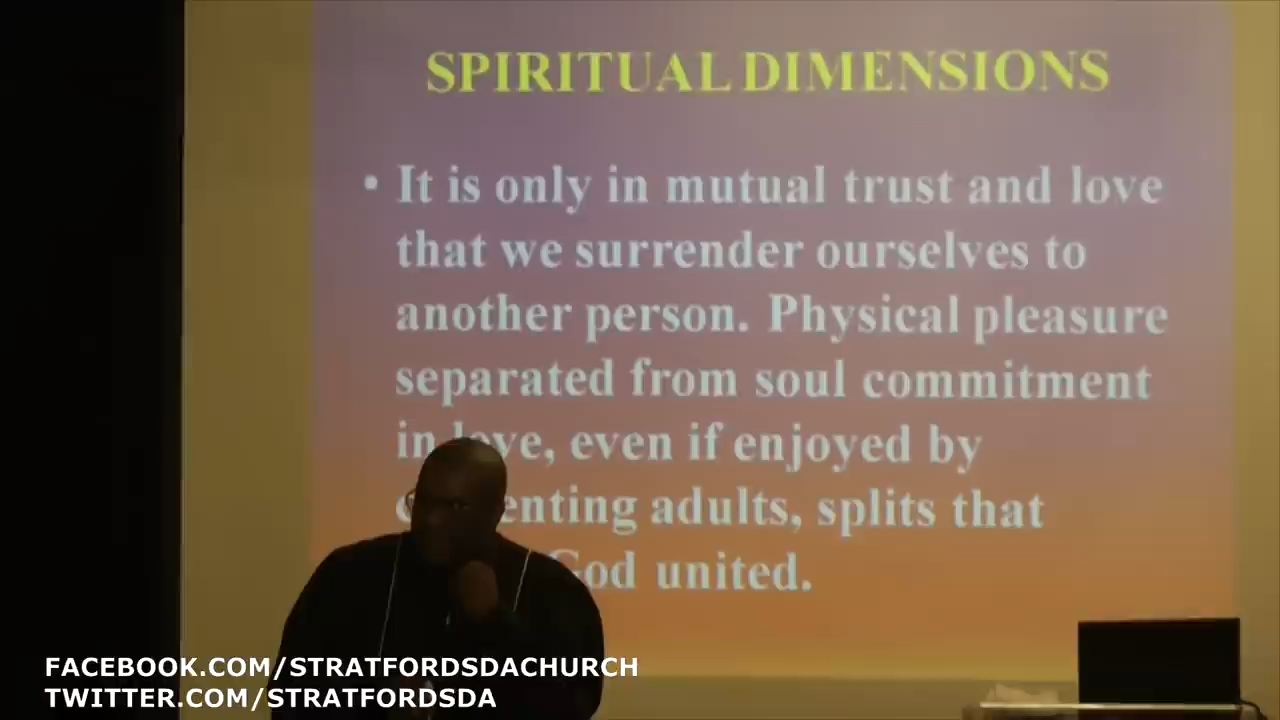 SPIRITUAL DIMENSIONS
• It is only in mutual trust and love
that we surrender ourselves to
another person. Physical pleasure
separated from soul commitment
in love, even if enjoyed by
adults, splits that
God united.
FACEBOOK.COM/STRATFORDSDACHURCH
TWITTER.COM/STRATFORDSDA